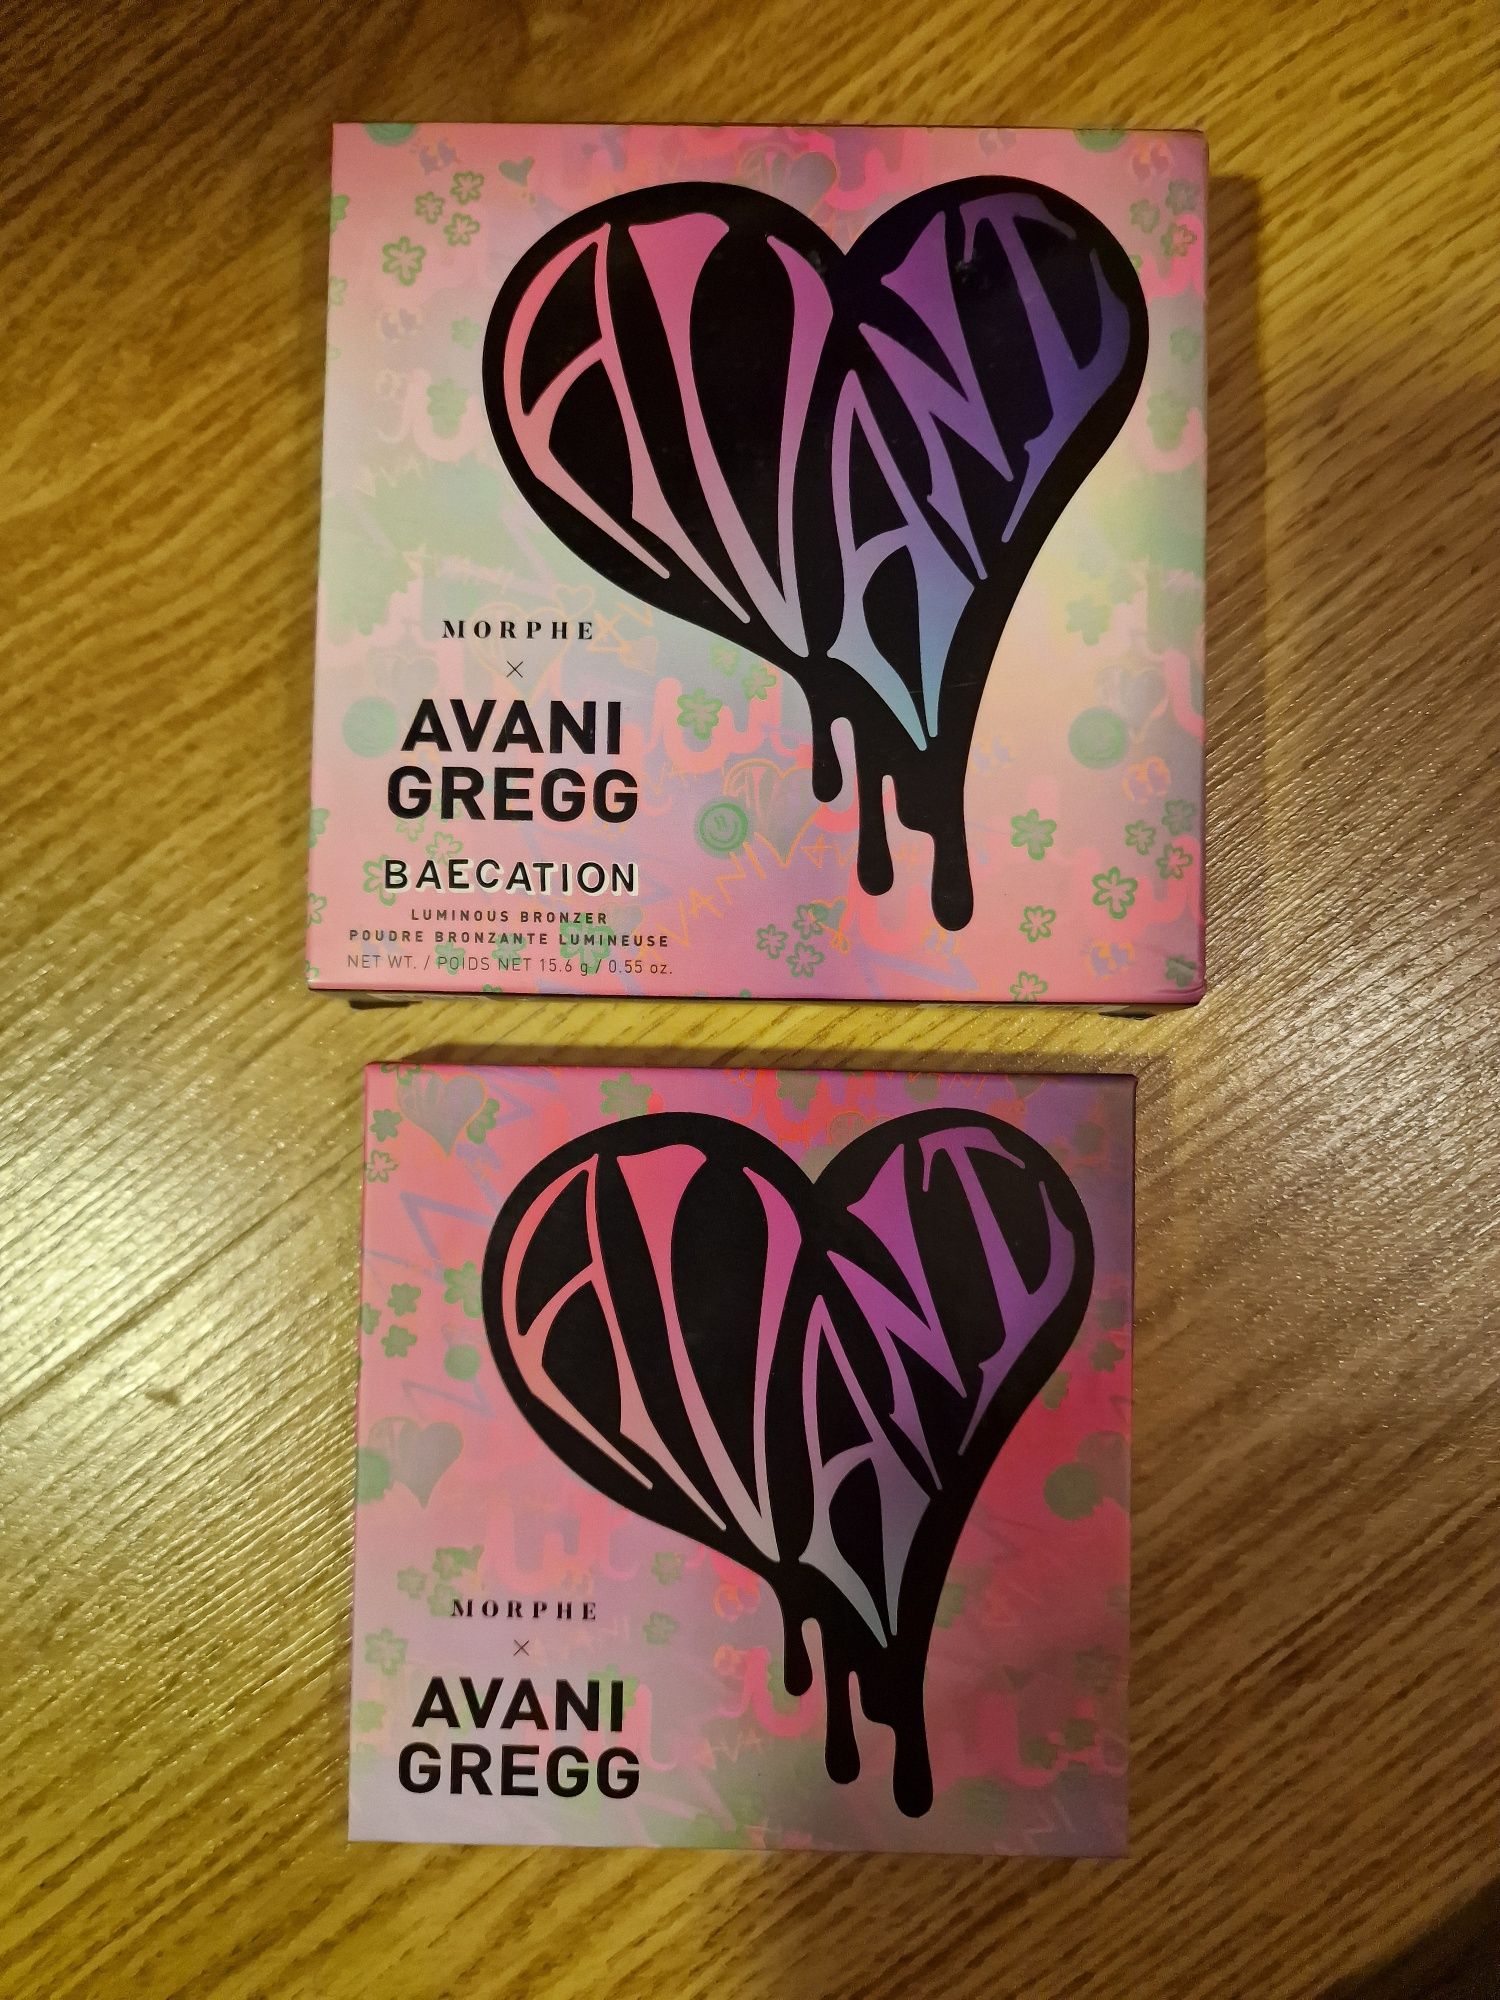 AVANI
MORPHE
×
AVANI
GREGG
BAECATION
LUMINOUS BRONZER
POUDRE BRONZANTE LUMINEUSE
NET WT. / POIDS NET 15.6 g / 0.55 oz.
AVANI
MORPHE
×
AVANI
GREGG